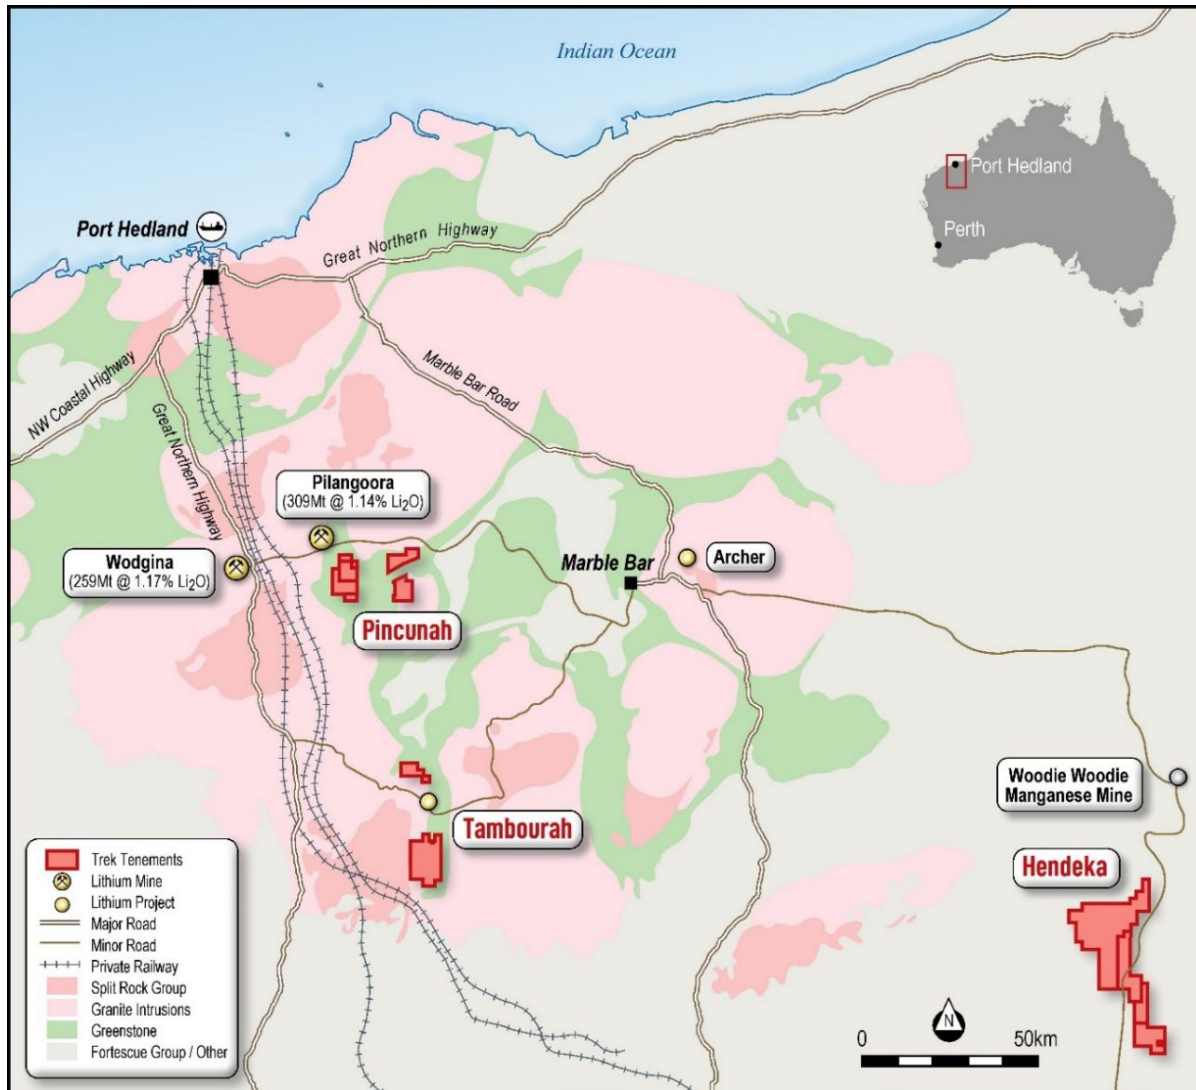 Indian Ocean
Port Hedland
Perth
Port Hedland
Great Northern Highway
NW Coastal Highway
Great Northern Highway
Marble Bar Road
Pilangoora
(309Mt @ 1.14% Li₂O)
Wodgina
(259Mt @ 1.17% Li₂O)
Marble Bar
Archer
Pincunah
Woodie Woodie
Manganese Mine
Tambourah
Hendeka
Trek Tenements
Lithium Mine
Lithium Project
Major Road
Minor Road
Private Railway
Split Rock Group
Granite Intrusions
Greenstone
Fortescue Group / Other
N
0 50km